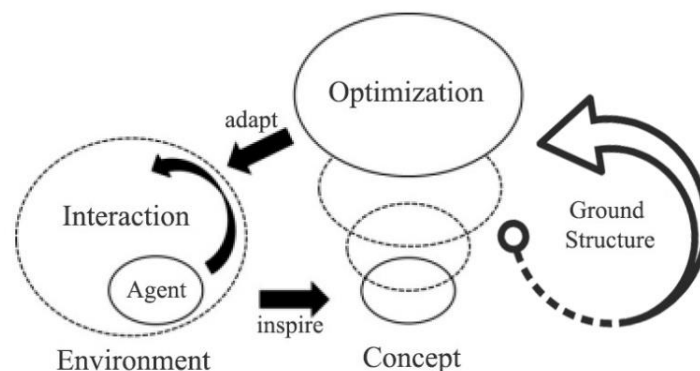 Optimization
adapt
Interaction
Ground
Structure
Agent
inspire
Environment
Concept